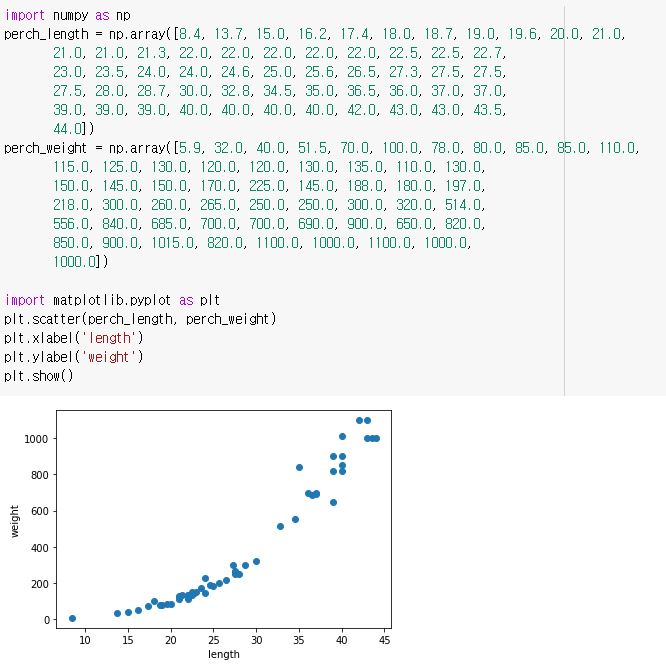 import numpy as np
perch_length = np.array([8.4, 13.7, 15.0, 16.2, 17.4, 18.0, 18.7, 19.0, 19.6, 20.0, 21.0,
21.0, 21.0, 21.3, 22.0, 22.0, 22.0, 22.0, 22.0, 22.5, 22.5, 22.7,
23.0, 23.5, 24.0, 24.0, 24.6, 25.0, 25.6, 26.5, 27.3, 27.5, 27.5,
27.5, 28.0, 28.7, 30.0, 32.8, 34.5, 35.0, 36.5, 36.0, 37.0, 37.0,
39.0, 39.0, 39.0, 40.0, 40.0, 40.0, 40.0, 42.0, 43.0, 43.0, 43.5,
44.0])
perch_weight = np.array([5.9, 32.0, 40.0, 51.5, 70.0, 100.0, 78.0, 80.0, 85.0, 85.0, 110.0,
115.0, 125.0, 130.0, 120.0, 120.0, 130.0, 135.0, 110.0, 130.0,
150.0, 145.0, 150.0, 170.0, 225.0, 145.0, 188.0, 180.0, 197.0,
218.0, 300.0, 260.0, 265.0, 250.0, 250.0, 300.0, 320.0, 514.0,
556.0, 840.0, 685.0, 700.0, 700.0, 690.0, 900.0, 650.0, 820.0,
850.0, 900.0, 1015.0, 820.0, 1100.0, 1000.0, 1100.0, 1000.0,
1000.0])
import matplotlib.pyplot as plt
plt.scatter(perch_length, perch_weight)
plt.xlabel('length')
plt.ylabel('weight')
plt.show()
1000
800
600
400
200
0
weight
10 15 20 25 30 35 40 45
length